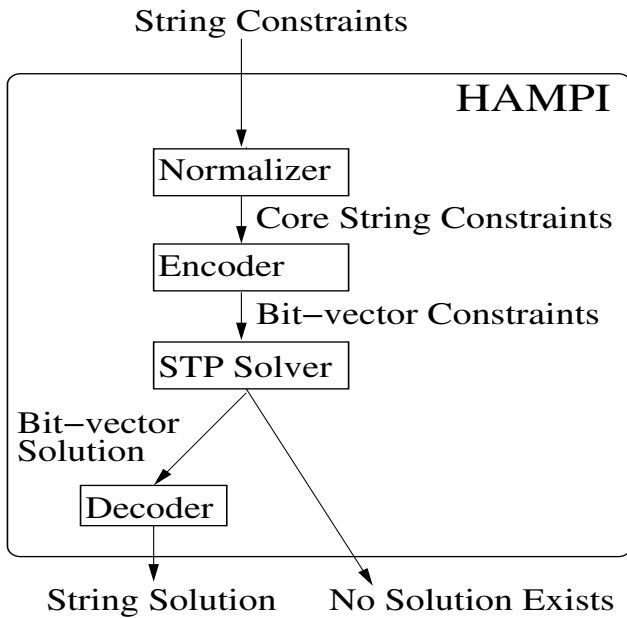 String Constraints
HAMPI
Normalizer
Core String Constraints
Encoder
Bit−vector Constraints
STP Solver
Bit−vector
Solution
Decoder
String Solution
No Solution Exists